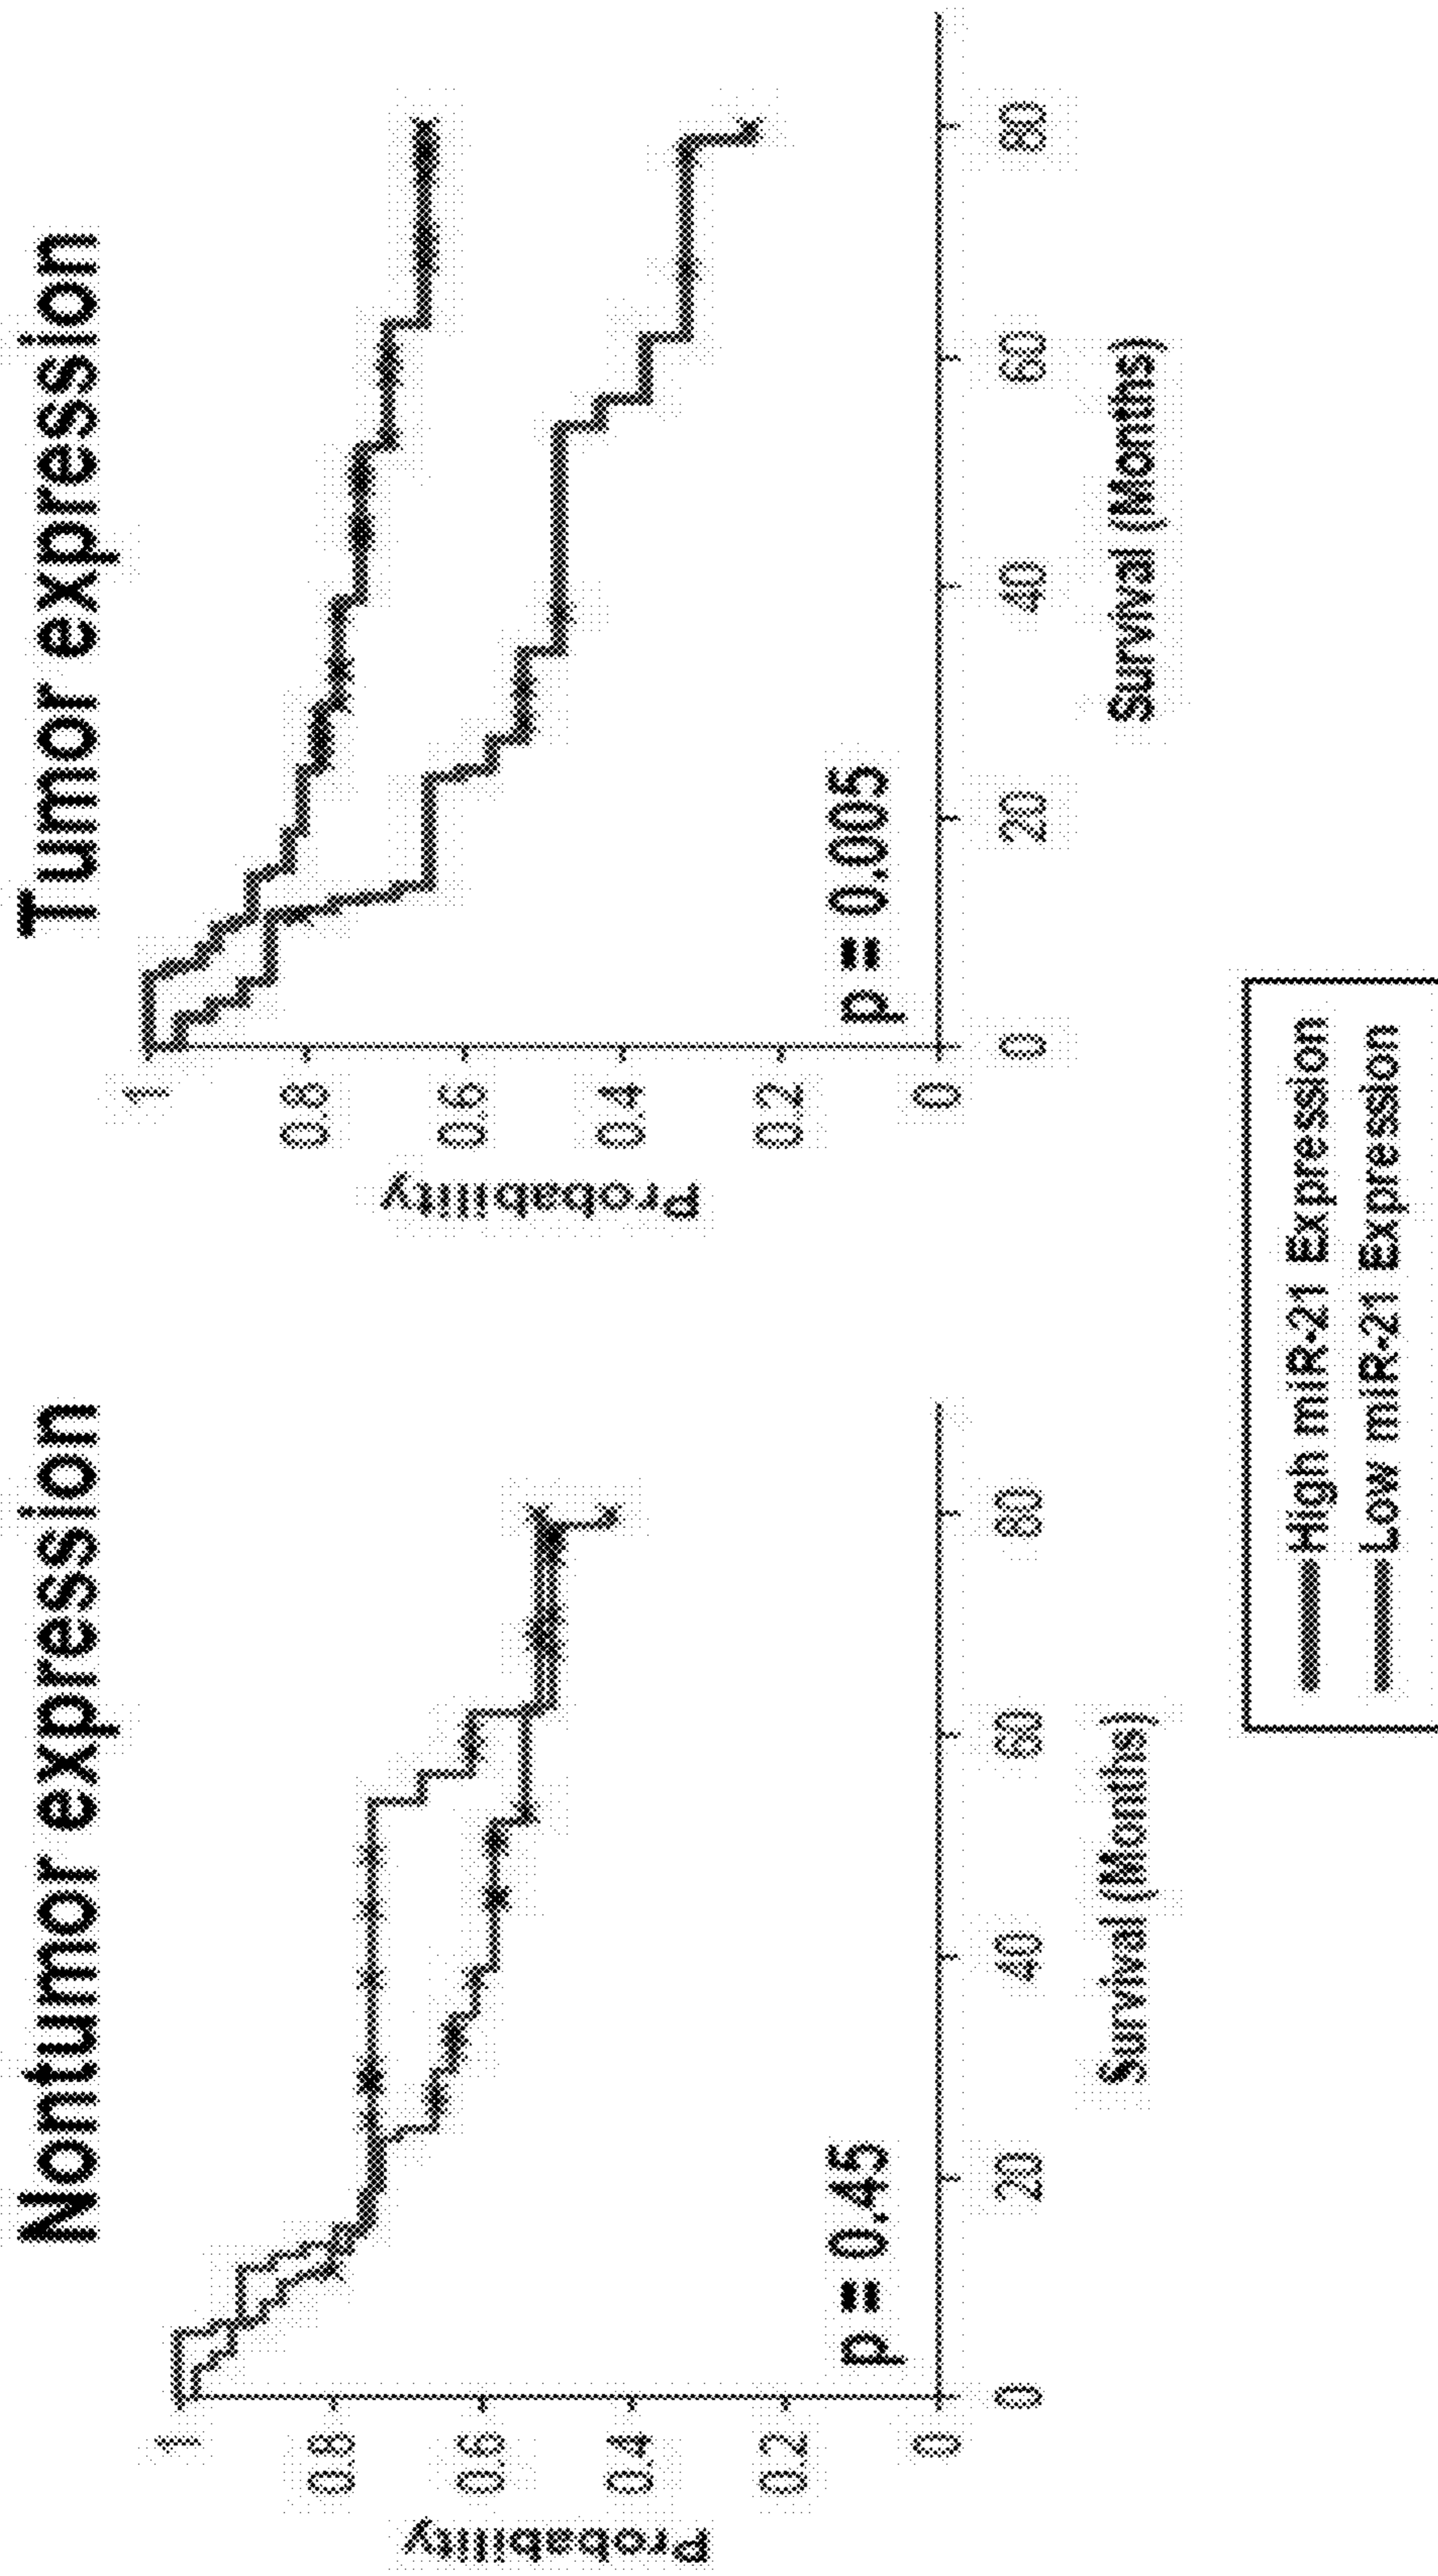 Nontumor expression
Probability
1
0.8
0.6
0.4
0.2
0
p = 0.45
0 20 40 60 80
Survival (Months)
Tumor expression
Probability
1
0.8
0.6
0.4
0.2
0
p = 0.005
0 20 40 60 80
Survival (Months)
High miR-21 Expression
Low miR-21 Expression